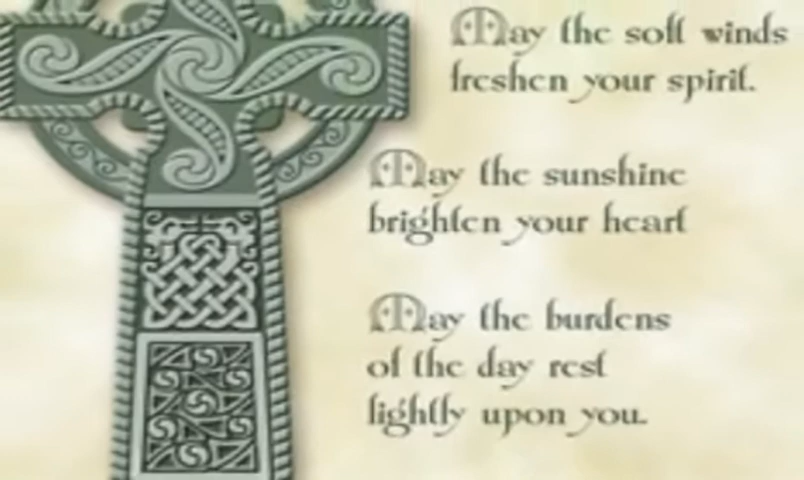 May the soft winds
freshen your spirit.
May the sunshine
brighten your heart
May the burdens
of the day rest
lightly upon you.